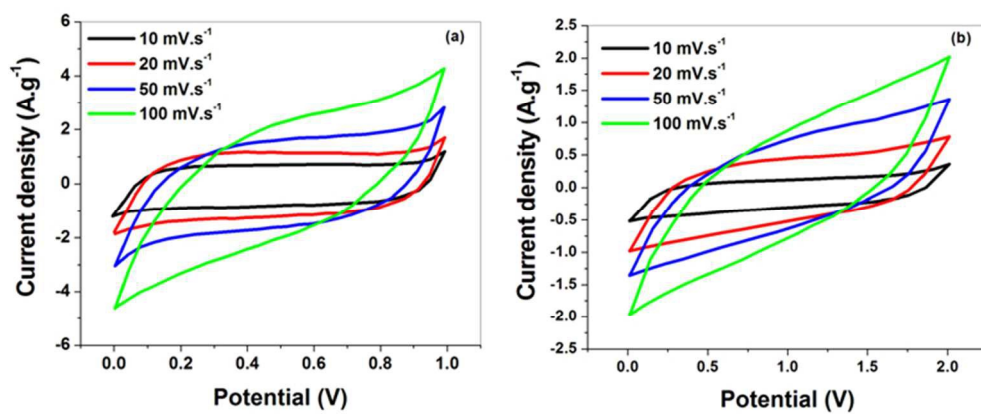 (a)
10 mV.s⁻¹
20 mV.s⁻¹
50 mV.s⁻¹
100 mV.s⁻¹
Current density (A.g⁻¹)
6
4
2
0
-2
-4
-6
0.0 0.2 0.4 0.6 0.8 1.0
Potential (V)
(b)
10 mV.s⁻¹
20 mV.s⁻¹
50 mV.s⁻¹
100 mV.s⁻¹
Current density (A.g⁻¹)
2.5
2.0
1.5
1.0
0.5
0.0
-0.5
-1.0
-1.5
-2.0
0.0 0.5 1.0 1.5 2.0
Potential (V)